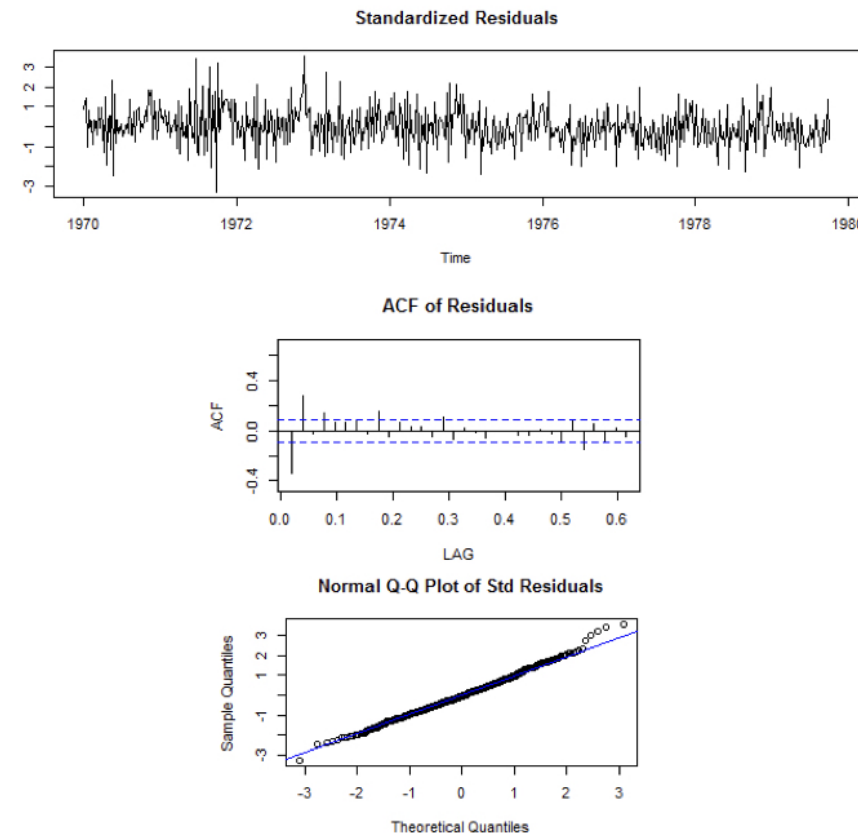 Standardized Residuals
3
2
1
-1
-3
1970 1972 1974 1976 1978 198
Time
ACF of Residuals
ACF
0.4
0.0
-0.4
0.0 0.1 0.2 0.3 0.4 0.5 0.6
LAG
Normal Q-Q Plot of Std Residuals
Sample Quantiles
3
2
1
-1
-3
-3 -2 -1 0 1 2 3
Theoretical Quantiles